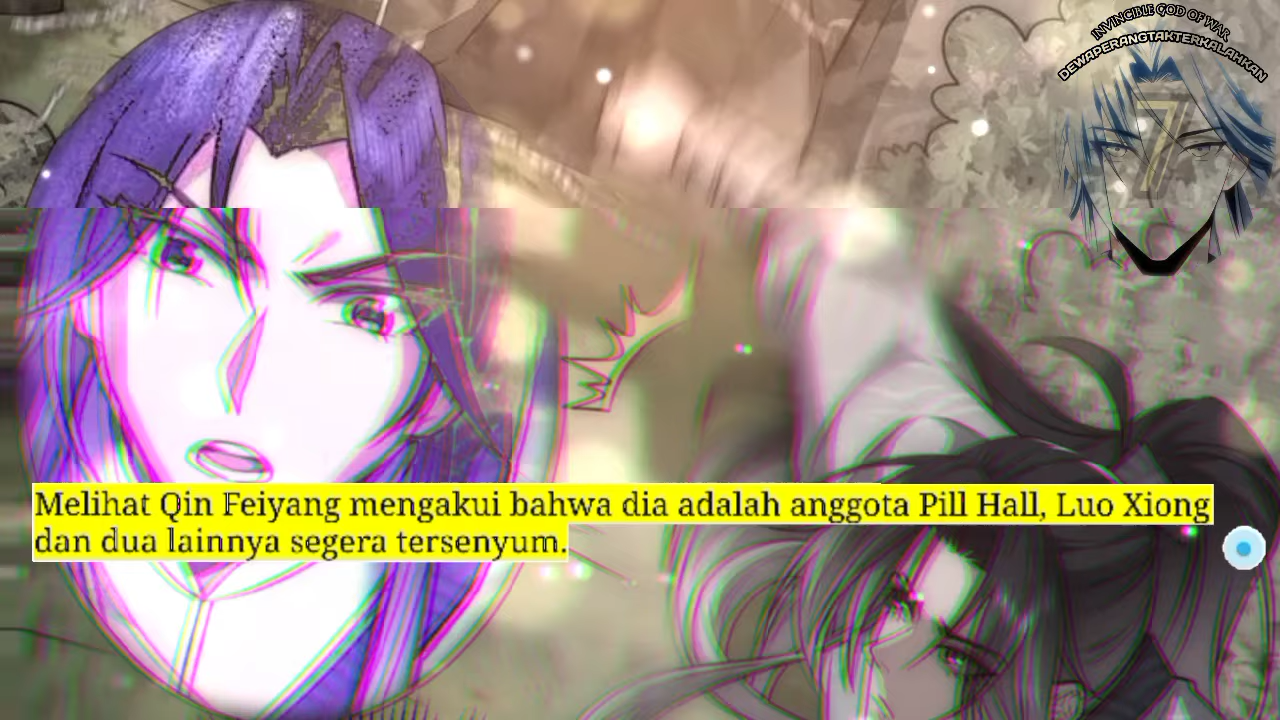 INVINCIBLE GOD OF WAR
DEWAPERANGTAKTERKALAHKAN
7
Melihat Qin Feiyang mengakui bahwa dia adalah anggota Pill Hall, Luo Xiong
dan dua lainnya segera tersenyum.